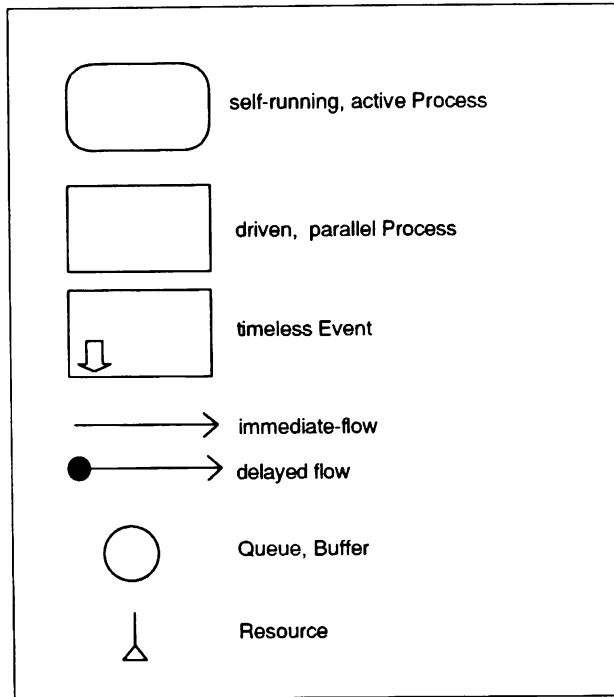 self-running, active Process
driven, parallel Process
timeless Event
immediate-flow
delayed flow
Queue, Buffer
Resource